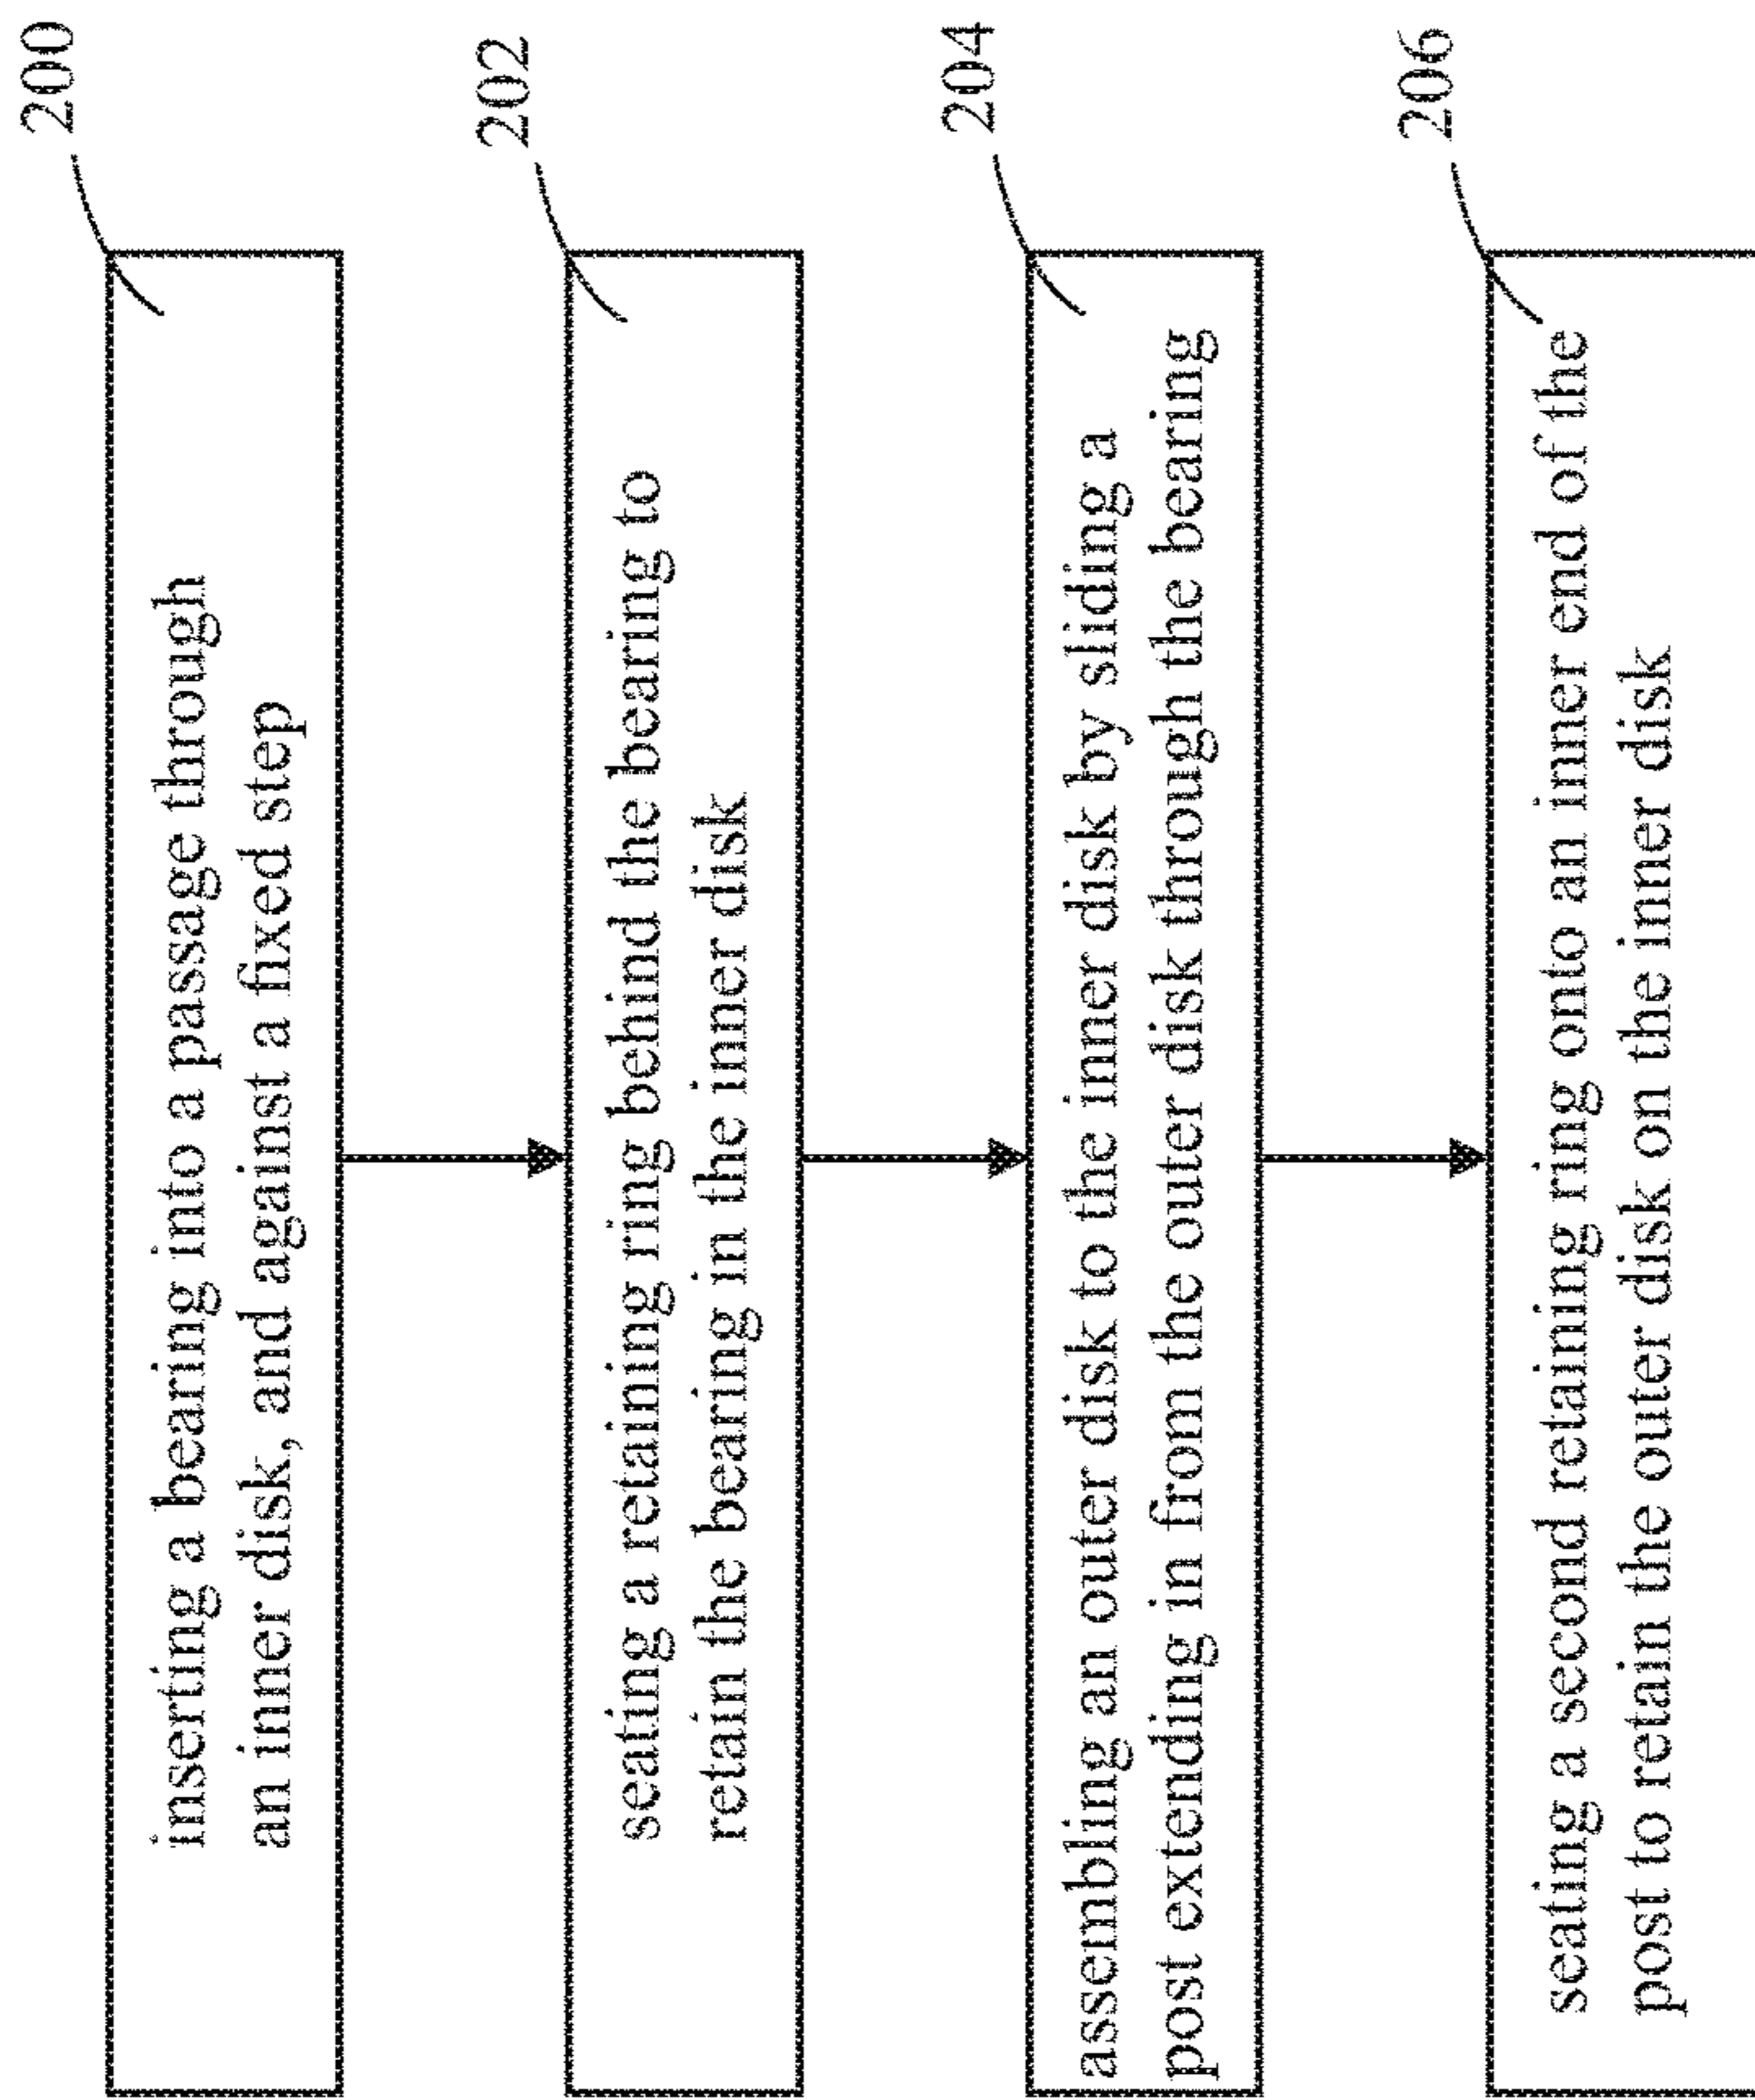 200
inserting a bearing into a passage through
an inner disk, and against a fixed step
202
seating a retaining ring behind the bearing to
retain the bearing in the inner disk
204
assembling an outer disk to the inner disk by sliding a
post extending in from the outer disk through the bearing
206
seating a second retaining ring onto an inner end of the
post to retain the outer disk on the inner disk